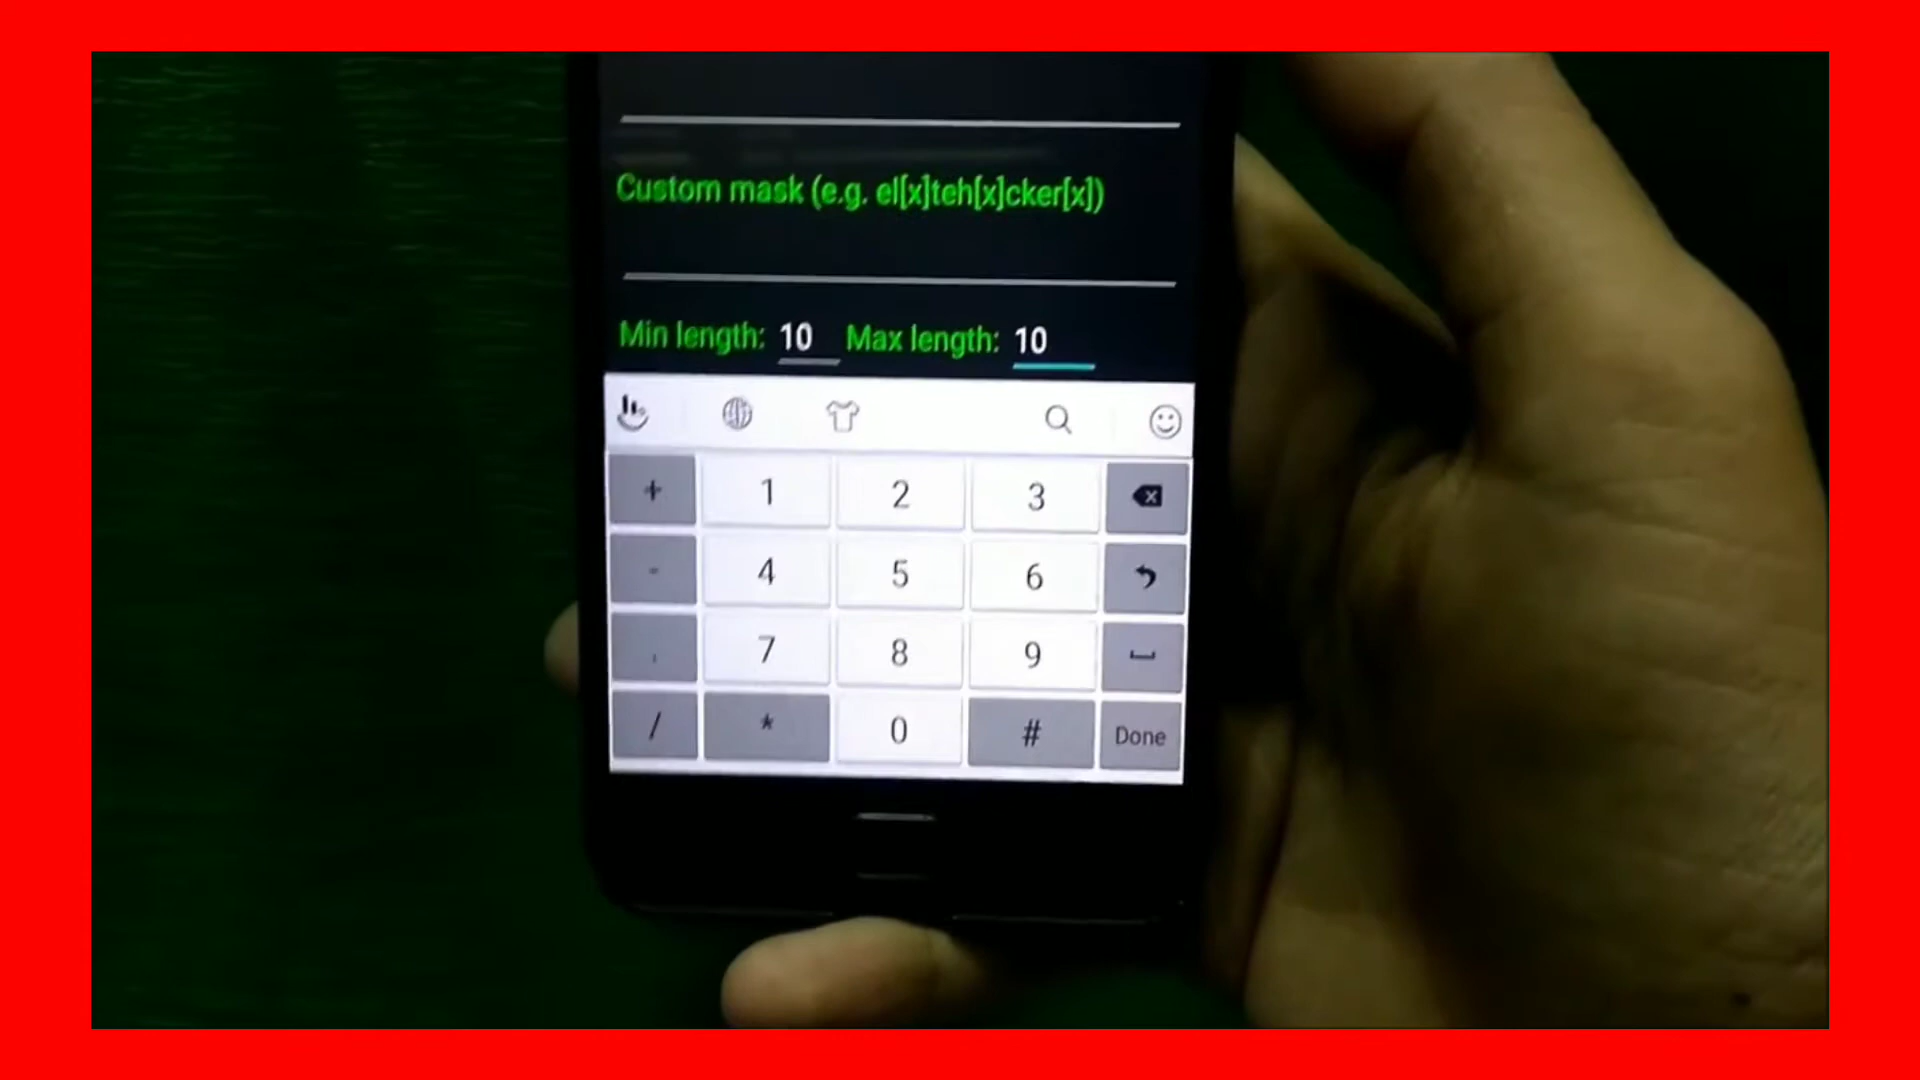 Custom mask (e.g. el[x]teh[x]cker[x])
Min length: 10 Max length: 10
+ 1 2 3
- 4 5 6
, 7 8 9
/ * 0 # Done